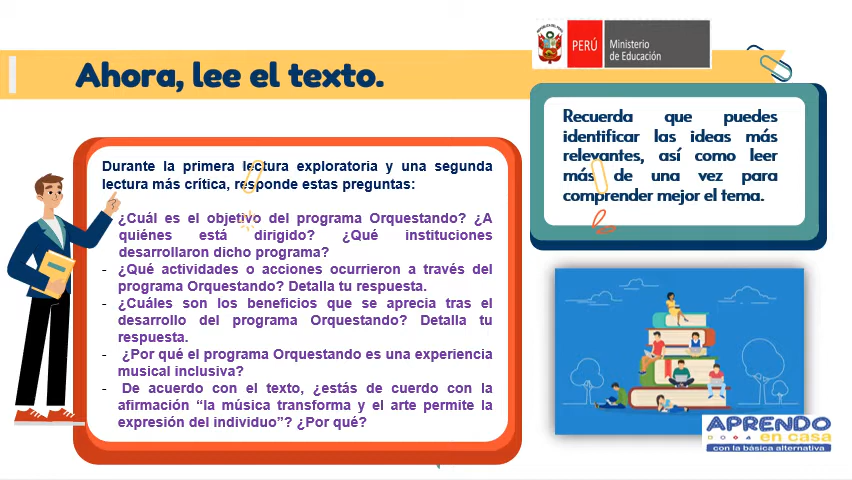 Ahora, lee el texto.
PERÚ
Ministerio
de Educación
Recuerda que puedes
identificar las ideas más
relevantes, así como leer
más de una vez para
comprender mejor el tema.
Durante la primera lectura exploratoria y una segunda
lectura más crítica, responde estas preguntas:
¿Cuál es el objetivo del programa Orquestando? ¿A
quiénes está dirigido? ¿Qué instituciones
desarrollaron dicho programa?
- ¿Qué actividades o acciones ocurrieron a través del
programa Orquestando? Detalla tu respuesta.
- ¿Cuáles son los beneficios que se aprecia tras el
desarrollo del programa Orquestando? Detalla tu
respuesta.
- ¿Por qué el programa Orquestando es una experiencia
musical inclusiva?
- De acuerdo con el texto, ¿estás de cuerdo con la
afirmación “la música transforma y el arte permite la
expresión del individuo”? ¿Por qué?
APRENDO
en casa
con la básica alternativa